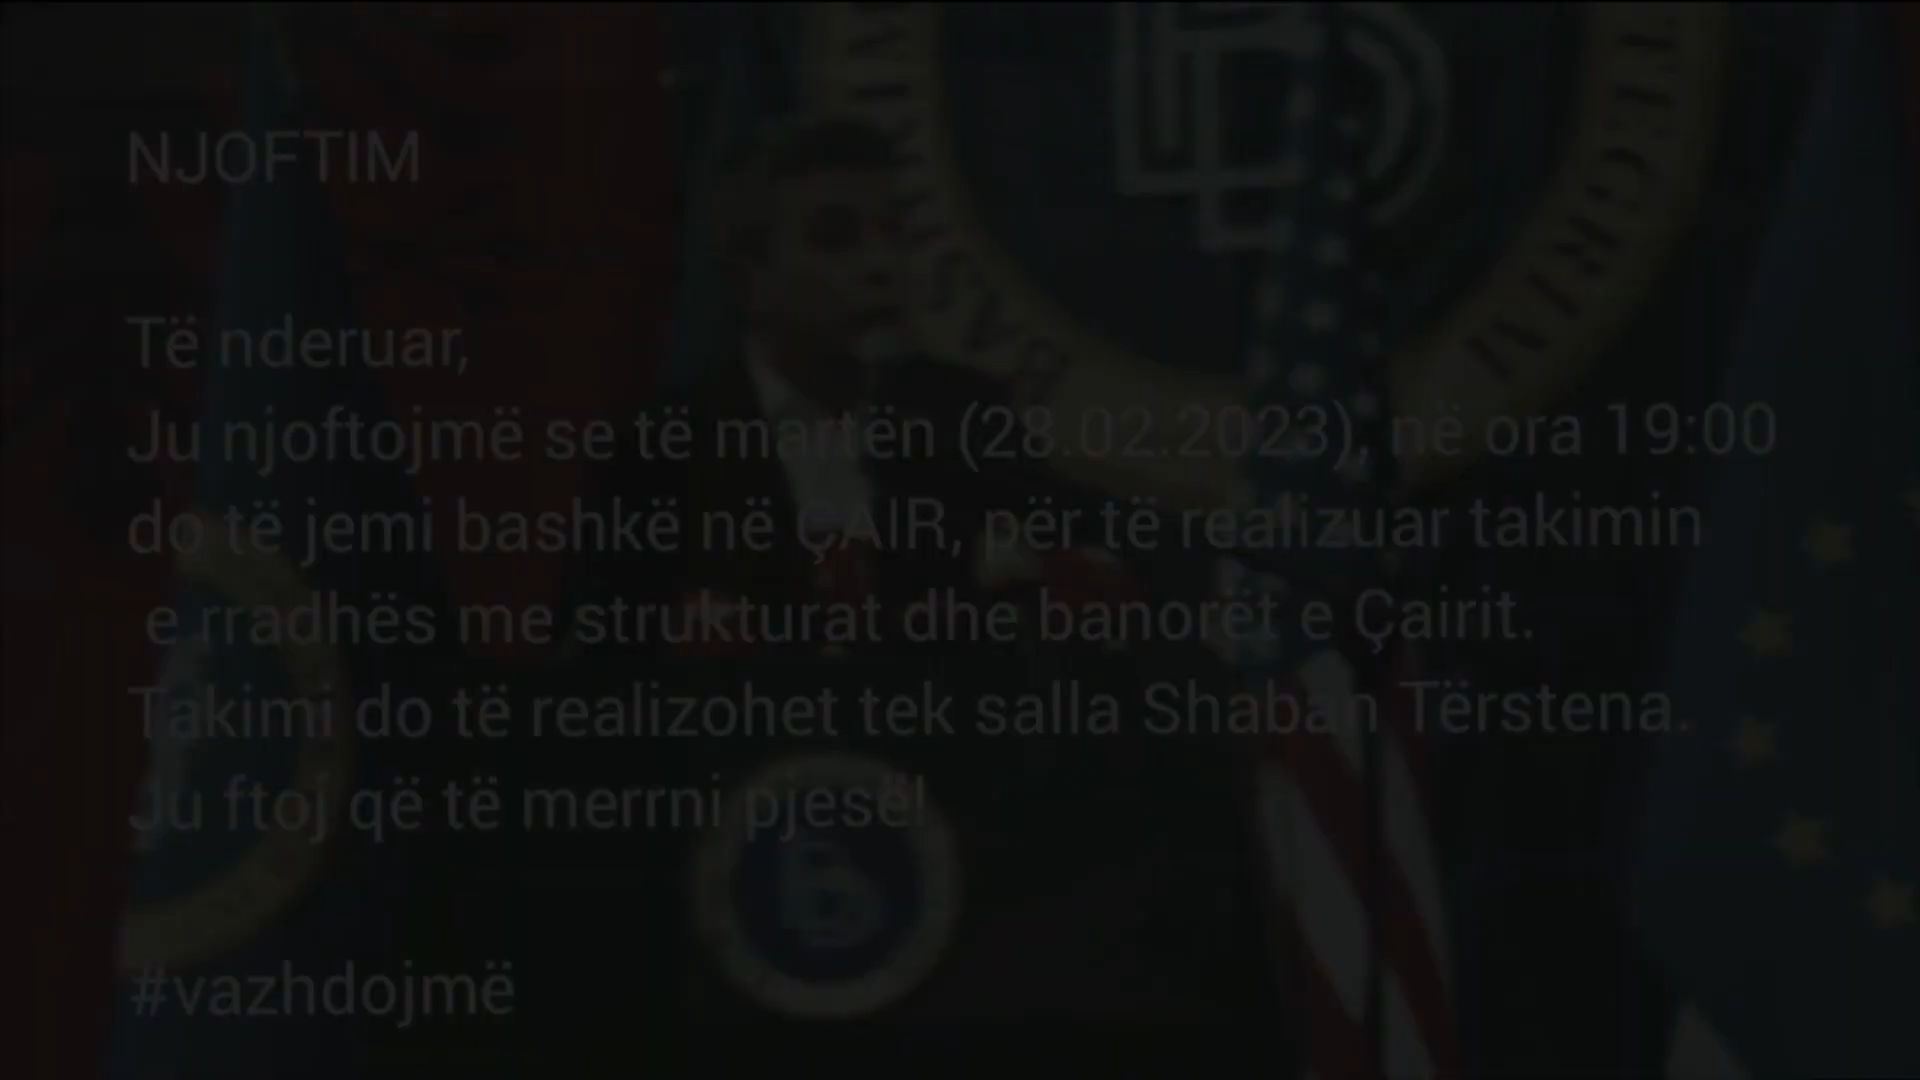 NJOFTIM
Të nderuar,
Ju njoftojmë se të martën (28.02.2023), në ora 19:00
do të jemi bashkë në ÇAIR, për të realizuar takimin
e rradhës me strukturat dhe banorët e Çairit.
Takimi do të realizohet tek salla Shaban Tërstena.
Ju ftoj që të merrni pjesë!
#vazhdojmë